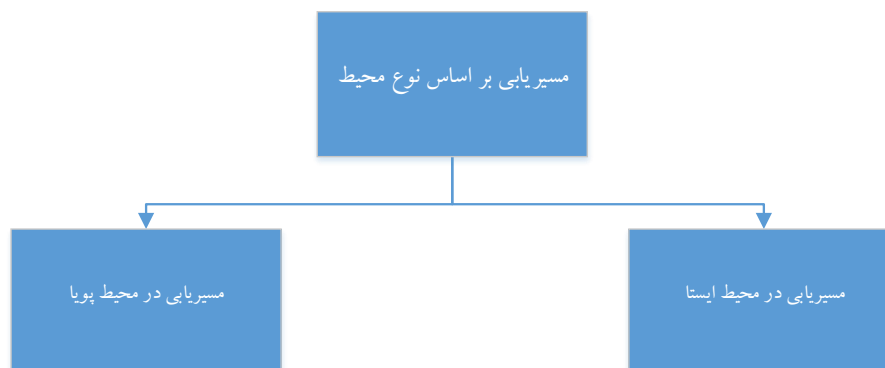 مسیریابی بر اساس نوع محیط
مسیریابی در محیط ایستا
مسیریابی در محیط پویا